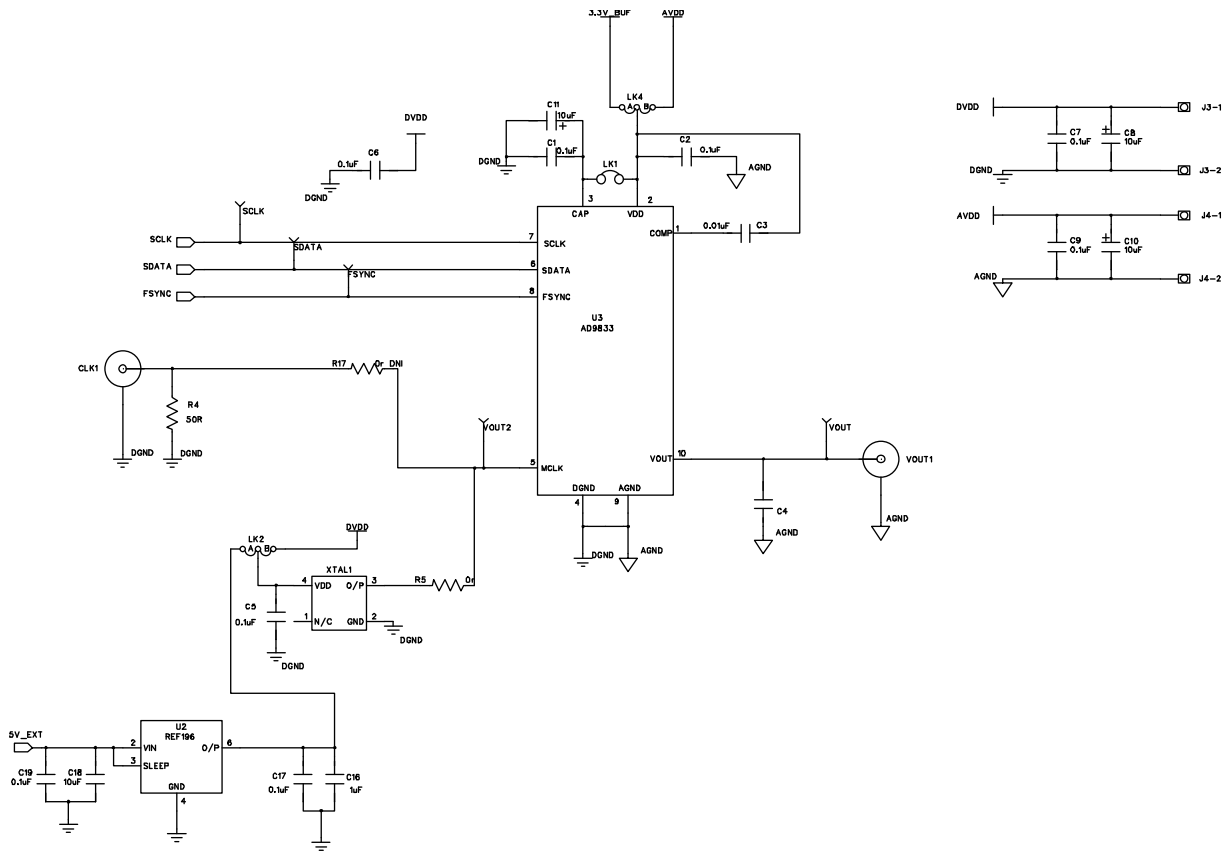 3.3V_BUF AVDD
LK4
A B
C11
10uF
+
C1
0.1uF
DGND
C2
0.1uF
AGND
LK1
DVDD
C6
0.1uF
DGND
3 2
CAP VDD
COMP 1
0.01uF C3
SCLK
SCLK 7 SCLK
SDATA
SDATA 6 SDATA
FSYNC
FSYNC 8 FSYNC
U3
AD9833
DVDD J3-1
C7
0.1uF
+
C8
10uF
DGND J3-2
AVDD J4-1
C9
0.1uF
+
C10
10uF
AGND J4-2
CLK1
R17 0r DNI
R4
50R
DGND DGND
VOUT2
5 MCLK
VOUT 10
VOUT
VOUT1
C4
AGND
AGND
DGND AGND
4 9
DGND AGND
LK2
A B
DVDD
XTAL1
4 VDD O/P 3
R5 0r
C5
0.1uF
1 N/C GND 2
DGND
DGND
5V_EXT
U2
REF196
2 VIN O/P 6
3 SLEEP
GND
4
C19
0.1uF
C18
10uF
C17
0.1uF
C16
1uF